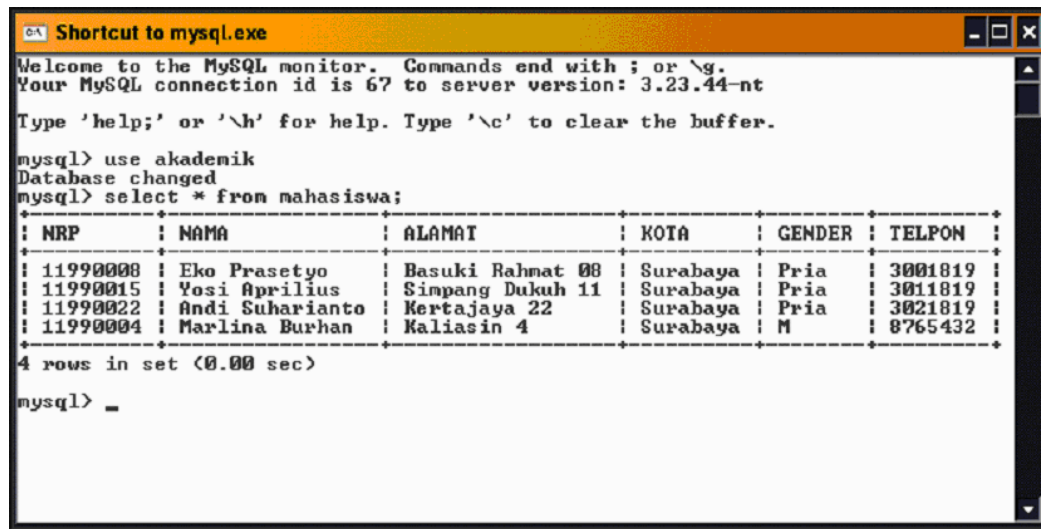 Shortcut to mysql.exe
Welcome to the MySQL monitor.  Commands end with ; or \g.
Your MySQL connection id is 67 to server version: 3.23.44-nt
Type 'help;' or '\h' for help. Type '\c' to clear the buffer.
mysql> use akademik
Database changed
mysql> select * from mahasiswa;
+----------+-----------------+------------------+----------+--------+---------+
| NRP      | NAMA            | ALAMAT           | KOTA     | GENDER | TELPON  |
+----------+-----------------+------------------+----------+--------+---------+
| 11990008 | Eko Prasetyo    | Basuki Rahmat 08 | Surabaya | Pria   | 3001819 |
| 11990015 | Yosi Aprilius   | Simpang Dukuh 11 | Surabaya | Pria   | 3011819 |
| 11990022 | Andi Suharianto | Kertajaya 22     | Surabaya | Pria   | 3021819 |
| 11990004 | Marlina Burhan  | Kaliasin 4       | Surabaya | M      | 8765432 |
+----------+-----------------+------------------+----------+--------+---------+
4 rows in set (0.00 sec)
mysql> _